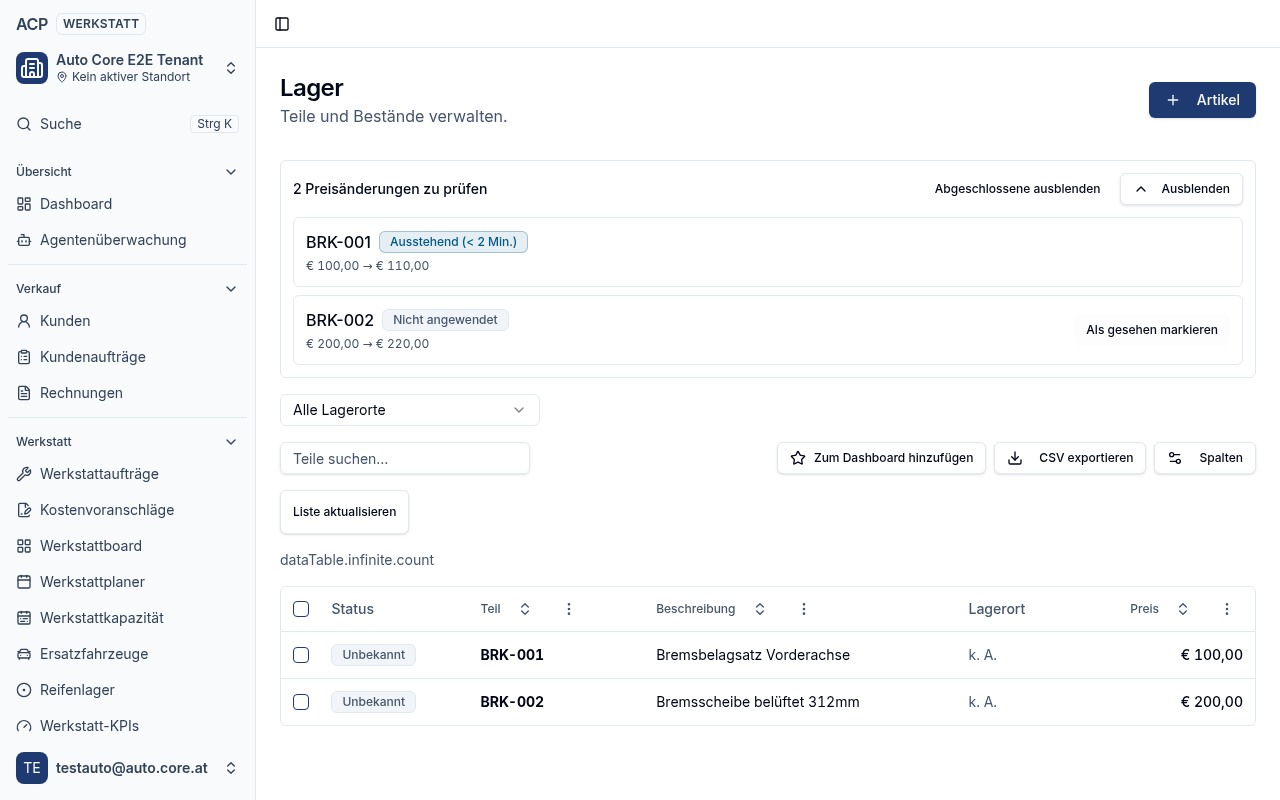 ACP WERKSTATT
Auto Core E2E Tenant
Kein aktiver Standort
Suche Strg K
Übersicht
Dashboard
Agentenüberwachung
Verkauf
Kunden
Kundenaufträge
Rechnungen
Werkstatt
Werkstattaufträge
Kostenvoranschläge
Werkstattboard
Werkstattplaner
Werkstattkapazität
Ersatzfahrzeuge
Reifenlager
Werkstatt-KPIs
TE testauto@auto.core.at
Lager
Teile und Bestände verwalten.
Artikel
2 Preisänderungen zu prüfen Abgeschlossene ausblenden Ausblenden
BRK-001 Ausstehend (< 2 Min.)
€ 100,00 → € 110,00
BRK-002 Nicht angewendet
€ 200,00 → € 220,00
Als gesehen markieren
Alle Lagerorte
Teile suchen... Zum Dashboard hinzufügen CSV exportieren Spalten
Liste aktualisieren
dataTable.infinite.count
Status Teil Beschreibung Lagerort Preis
Unbekannt BRK-001 Bremsbelagsatz Vorderachse k. A. € 100,00
Unbekannt BRK-002 Bremsscheibe belüftet 312mm k. A. € 200,00